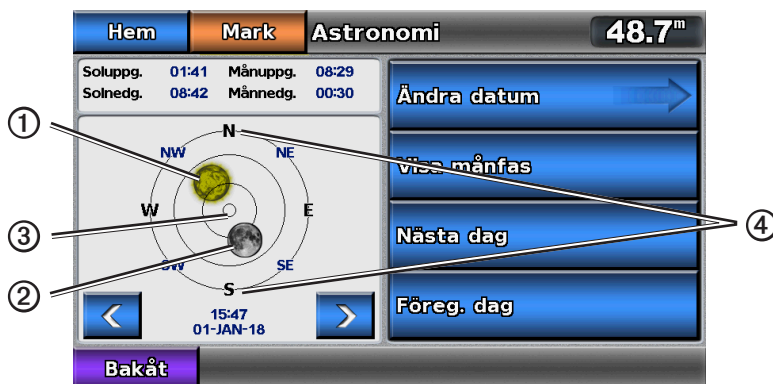 Hem Mark Astronomi 48.7m
Soluppg. 01:41 Månuppg. 08:29
Solnedg. 08:42 Månnedg. 00:30
Ändra datum
Visa månfas
Nästa dag
Föreg. dag
1
N
NW NE
W E
3
4
SW SE
2
S
< 15:47 >
01-JAN-18
Bakåt